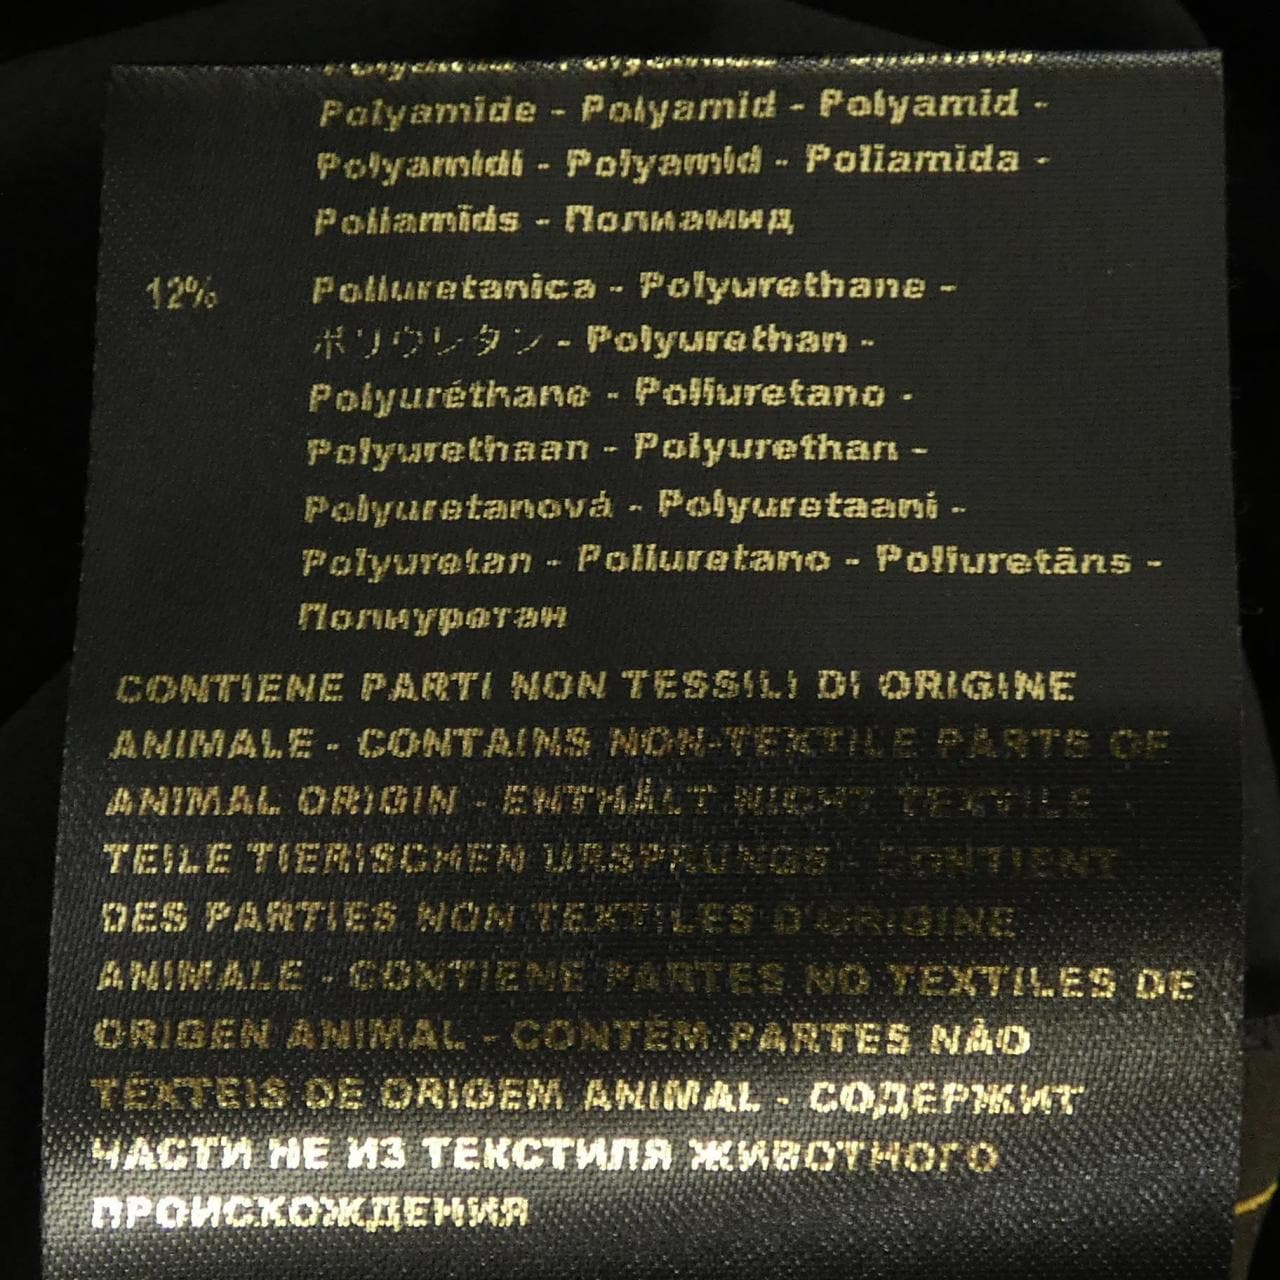 Polyamide - Polyamid - Polyamid -
Polyamidi - Polyamid - Poliamida -
Poliamīds - Полиамид
12% Poliuretanica - Polyurethane -
ポリウレタン - Polyurethan -
Polyuréthane - Poliuretano -
Polyurethaan - Polyurethan -
Polyuretanová - Polyuretaani -
Polyuretan - Poliuretano - Poliuretāns -
Полиуретан
CONTIENE PARTI NON TESSILI DI ORIGINE
ANIMALE - CONTAINS NON-TEXTILE PARTS OF
ANIMAL ORIGIN - ENTHÄLT NICHT TEXTILE
TEILE TIERISCHEN URSPRUNGS - CONTIENT
DES PARTIES NON TEXTILES D'ORIGINE
ANIMALE - CONTIENE PARTES NO TEXTILES DE
ORIGEN ANIMAL - CONTÉM PARTES NÃO
TÉXTEIS DE ORIGEM ANIMAL - СОДЕРЖИТ
ЧАСТИ НЕ ИЗ ТЕКСТИЛЯ ЖИВОТНОГО
ПРОИСХОЖДЕНИЯ